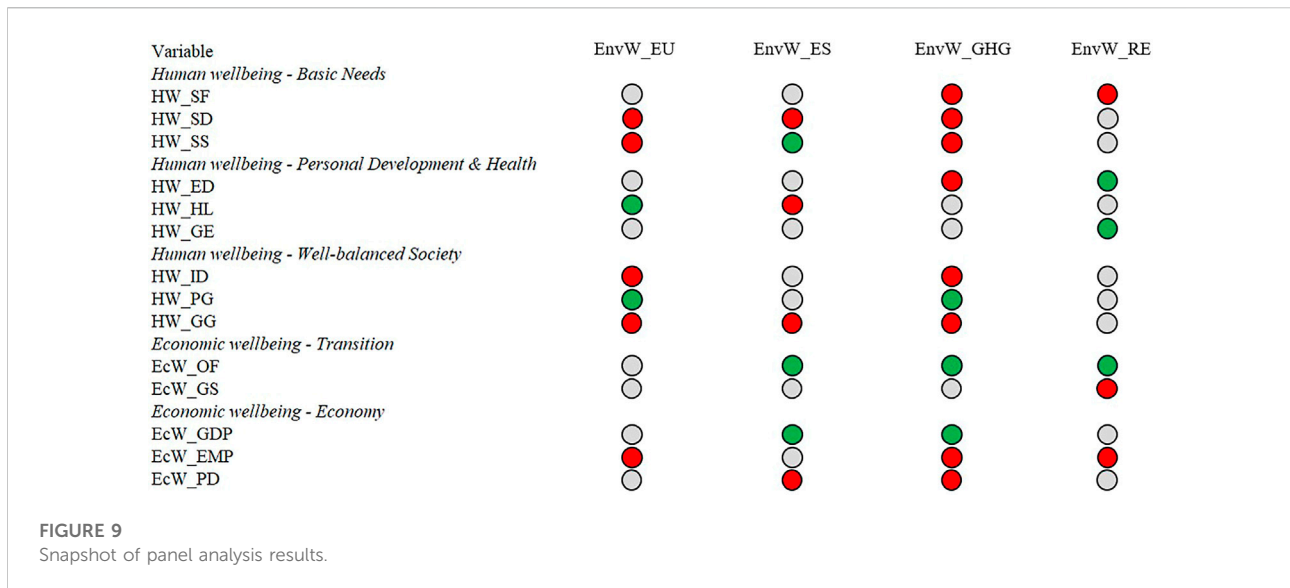 Variable EnvW_EU EnvW_ES EnvW_GHG EnvW_RE
Human wellbeing - Basic Needs
HW_SF
HW_SD
HW_SS
Human wellbeing - Personal Development & Health
HW_ED
HW_HL
HW_GE
Human wellbeing - Well-balanced Society
HW_ID
HW_PG
HW_GG
Economic wellbeing - Transition
EcW_OF
EcW_GS
Economic wellbeing - Economy
EcW_GDP
EcW_EMP
EcW_PD
FIGURE 9
Snapshot of panel analysis results.